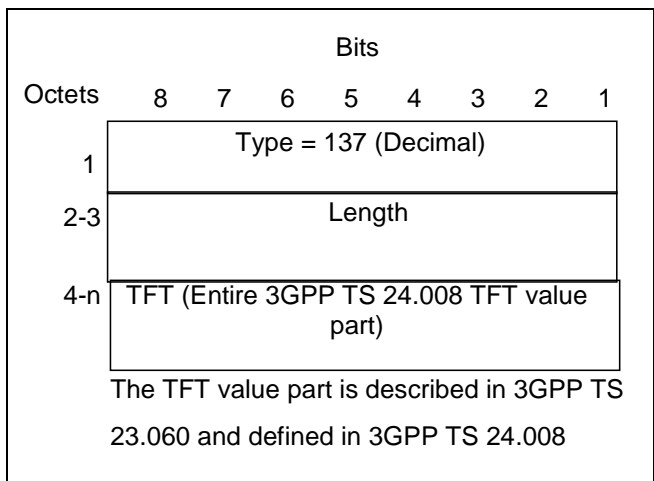 Bits
Octets 8 7 6 5 4 3 2 1
1 Type = 137 (Decimal)
2-3 Length
4-n TFT (Entire 3GPP TS 24.008 TFT value
part)
The TFT value part is described in 3GPP TS
23.060 and defined in 3GPP TS 24.008